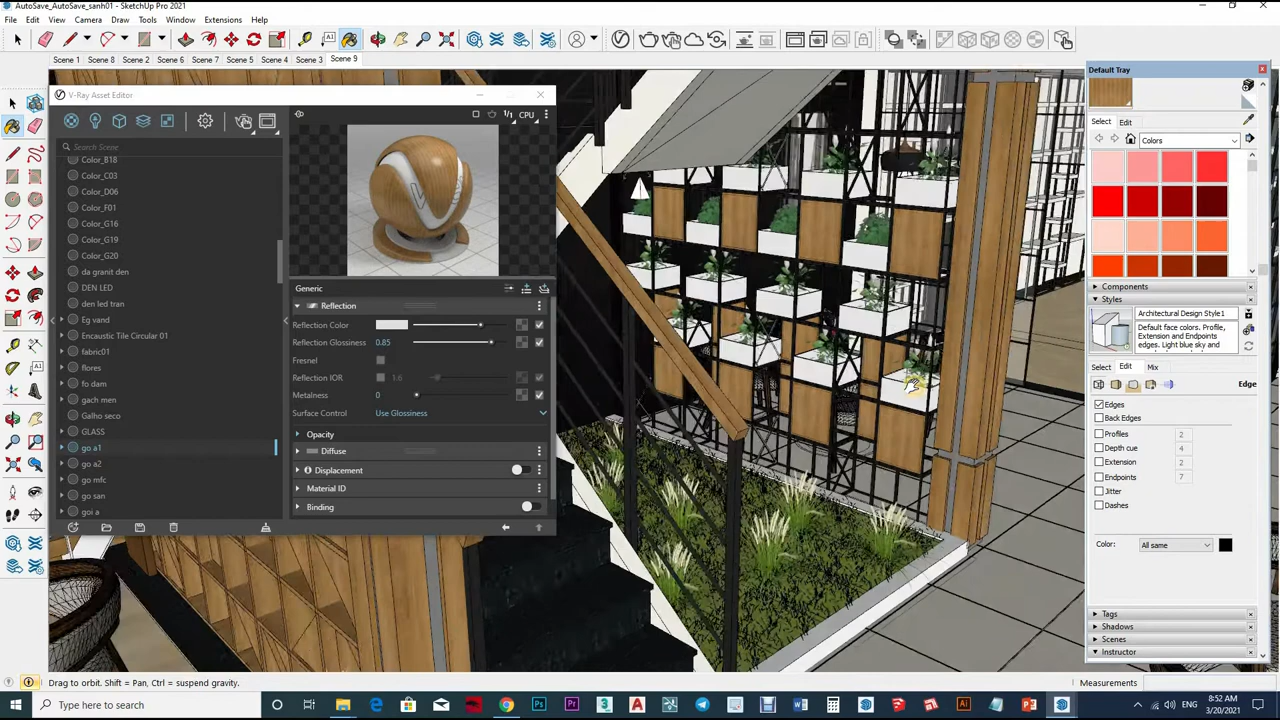 AutoSave_AutoSave_sanh01 - SketchUp Pro 2021
File Edit View Camera Draw Tools Window Extensions Help
Scene 1 Scene 8 Scene 2 Scene 6 Scene 7 Scene 5 Scene 4 Scene 3 Scene 9
V-Ray Asset Editor
CPU
Search Scene
Color_B18
Color_C03
Color_D06
Color_F01
Color_G16
Color_G19
Color_G20
da granit den
DEN LED
den led tran
Eg vand
Encaustic Tile Circular 01
fabric01
flores
fo dam
gach men
Galho seco
GLASS
go a1
go a2
go mfc
go san
goi a
Generic
Reflection
Reflection Color
Reflection Glossiness 0.85
Fresnel
Reflection IOR 1.6
Metalness 0
Surface Control Use Glossiness
Opacity
Diffuse
Displacement
Material ID
Binding
Default Tray
Select Edit
Colors
Components
Styles
Architectural Design Style1
Default face colors. Profile, Extension and Endpoints edges. Light blue sky and
Select Edit Mix
Edge
Edges
Back Edges
Profiles 2
Depth cue 4
Extension 2
Endpoints 7
Jitter
Dashes
Color: All same
Tags
Shadows
Scenes
Instructor
Drag to orbit. Shift = Pan, Ctrl = suspend gravity.
Measurements
Type here to search
ENG
8:52 AM
3/20/2021